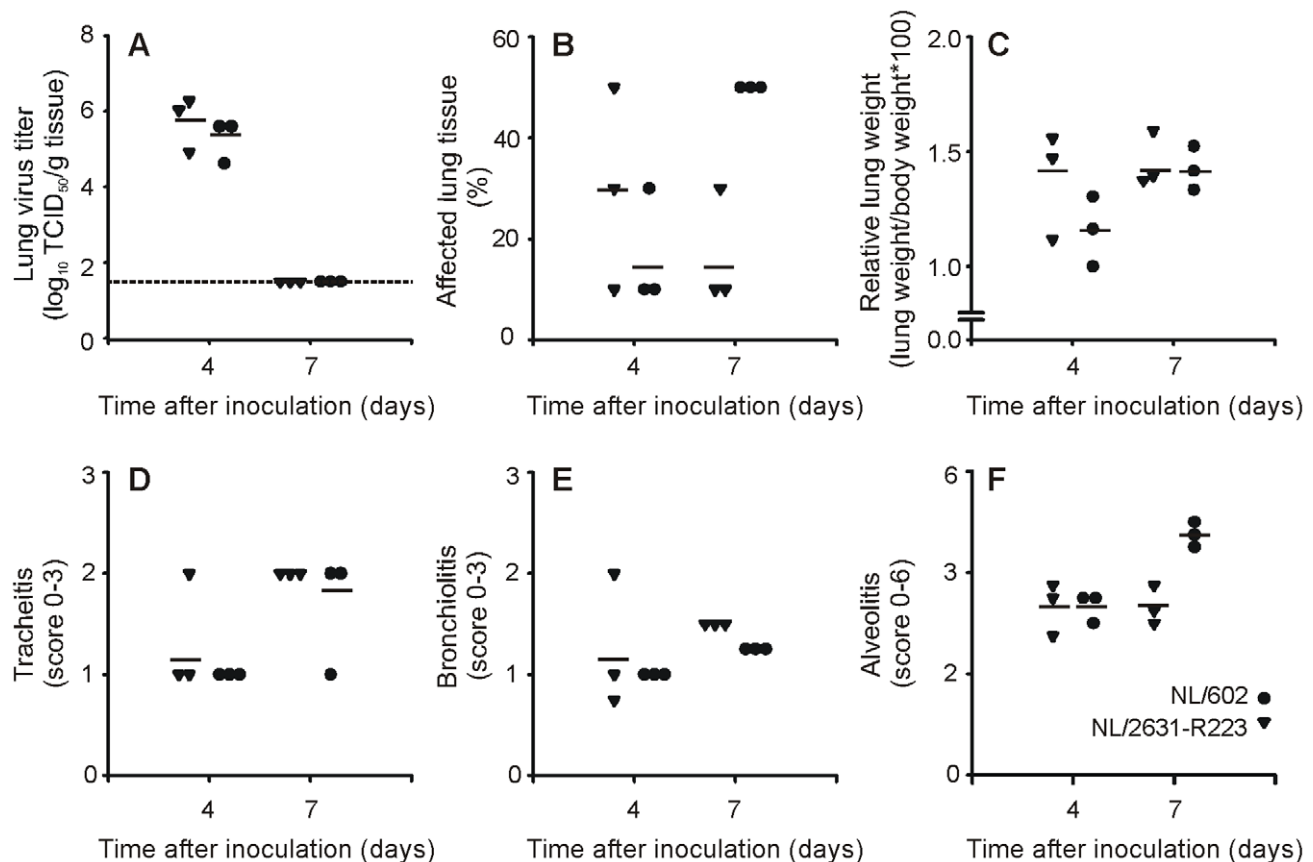 A
Lung virus titer
(log₁₀ TCID₅₀/g tissue)
8
6
4
2
0
4
7
Time after inoculation (days)
B
Affected lung tissue
(%)
60
40
20
0
4
7
Time after inoculation (days)
C
Relative lung weight
(lung weight/body weight*100)
2.0
1.5
1.0
0.0
4
7
Time after inoculation (days)
D
Tracheitis
(score 0-3)
3
2
1
0
4
7
Time after inoculation (days)
E
Bronchiolitis
(score 0-3)
3
2
1
0
4
7
Time after inoculation (days)
F
Alveolitis
(score 0-6)
6
3
2
0
4
7
NL/602
NL/2631-R223
Time after inoculation (days)